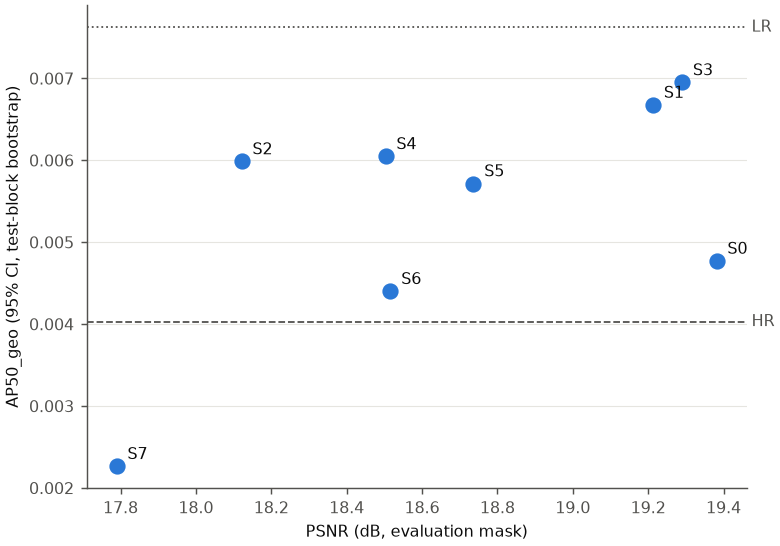 LR
0.007
S3
S1
0.006
S2
S4
S5
0.005
S0
S6
0.004
HR
0.003
S7
0.002
17.8 18.0 18.2 18.4 18.6 18.8 19.0 19.2 19.4
PSNR (dB, evaluation mask)
AP50_geo (95% CI, test-block bootstrap)